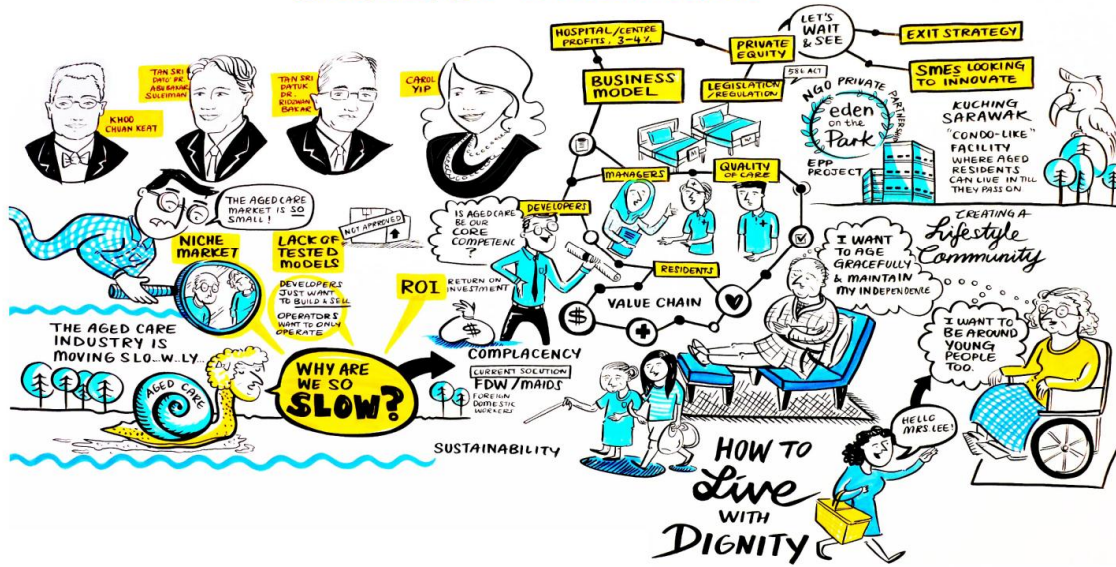 KHOO
CHUAN KEAT
TAN SRI
DATO' DR.
ABU BAKAR
SULEIMAN
TAN SRI
DATUK
DR.
RIDZWAN
BAKAR
CAROL
YIP
THE AGED CARE
MARKET IS SO
SMALL!
NICHE
MARKET
LACK OF
TESTED
MODELS
NOT APPROVED
DEVELOPERS
JUST WANT
TO BUILD & SELL
OPERATORS
WANT TO ONLY
OPERATE
ROI
RETURN ON
INVESTMENT
$
THE AGED CARE
INDUSTRY IS
MOVING SLO...W...LY...
AGED CARE
WHY ARE
WE SO
SLOW?
COMPLACENCY
CURRENT SOLUTION
FDW/MAIDS
FOREIGN
DOMESTIC
WORKERS
SUSTAINABILITY
IS AGED CARE
BE OUR
CORE
COMPETENC
?
DEVELOPERS
HOSPITAL/CENTRE
PROFITS, 3-4%
BUSINESS
MODEL
PRIVATE
EQUITY
LEGISLATION
/REGULATION
586 ACT
LET'S
WAIT
& SEE
EXIT STRATEGY
SMES LOOKING
TO INNOVATE
MANAGERS
QUALITY
OF CARE
M
RESIDENTS
VALUE CHAIN
$
NGO PRIVATE PARTNERSHIP
eden
on the
Park
EPP
PROJECT
KUCHING
SARAWAK
"CONDO-LIKE"
FACILITY
WHERE AGED
RESIDENTS
CAN LIVE IN TILL
THEY PASS ON
CREATING A
Lifestyle
Community
I WANT
TO AGE
GRACEFULLY
& MAINTAIN
MY INDEPENDENCE
I WANT TO
BE AROUND
YOUNG
PEOPLE
TOO.
HELLO
MRS. LEE!
HOW TO
Live
WITH
DIGNITY